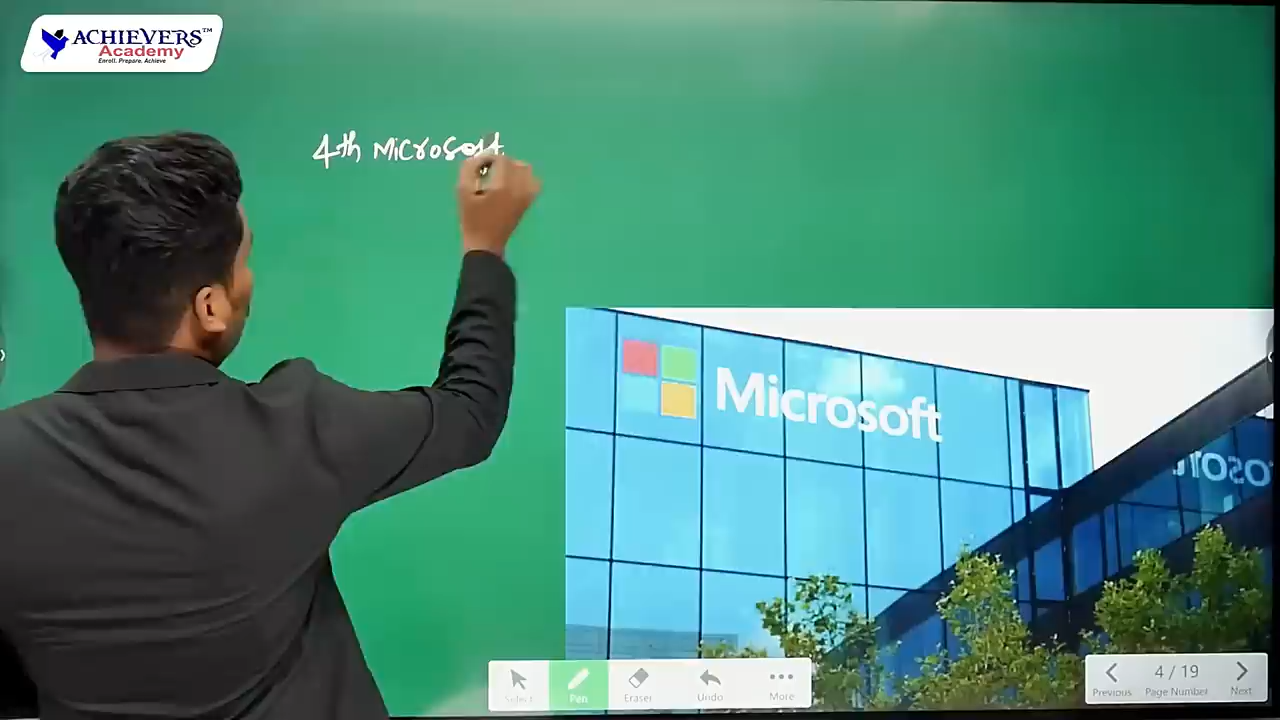 ACHIEVERS™
Academy
Enroll. Prepare. Achieve
4th Microsoft
Microsoft
Select
Pen
Eraser
Undo
More
Previous
4 / 19
Page Number
Next